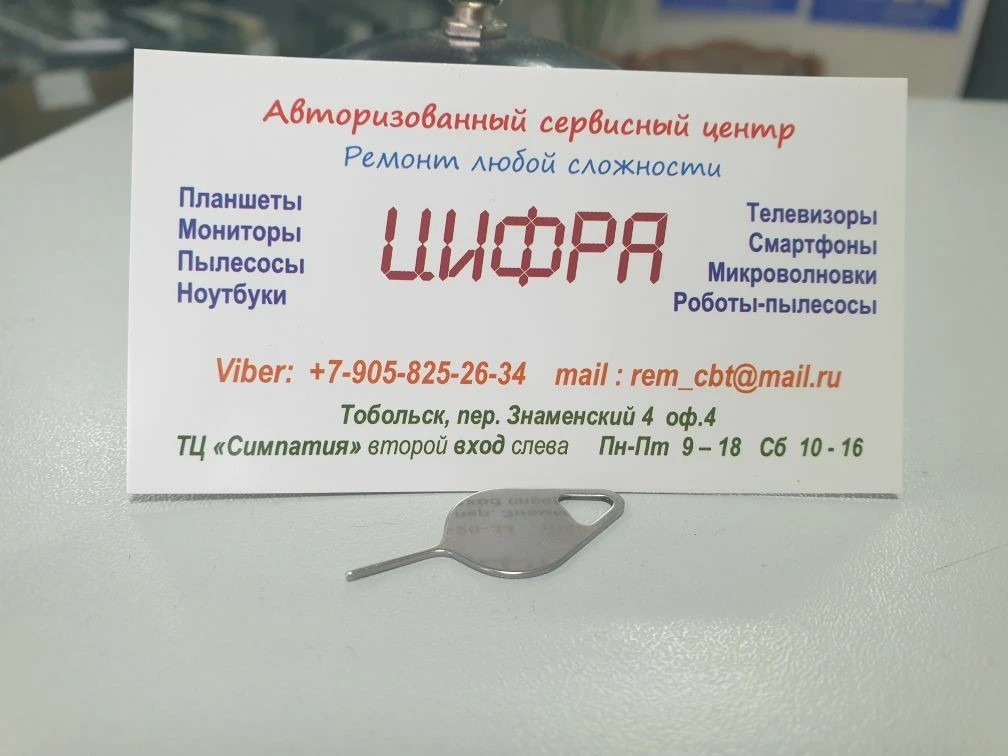 Авторизованный сервисный центр
Ремонт любой сложности
Планшеты
Мониторы
Пылесосы
Ноутбуки
ЦИФРА
Телевизоры
Смартфоны
Микроволновки
Роботы-пылесосы
Viber: +7-905-825-26-34 mail : rem_cbt@mail.ru
Тобольск, пер. Знаменский 4 оф.4
ТЦ «Симпатия» второй вход слева Пн-Пт 9 – 18 Сб 10 - 16